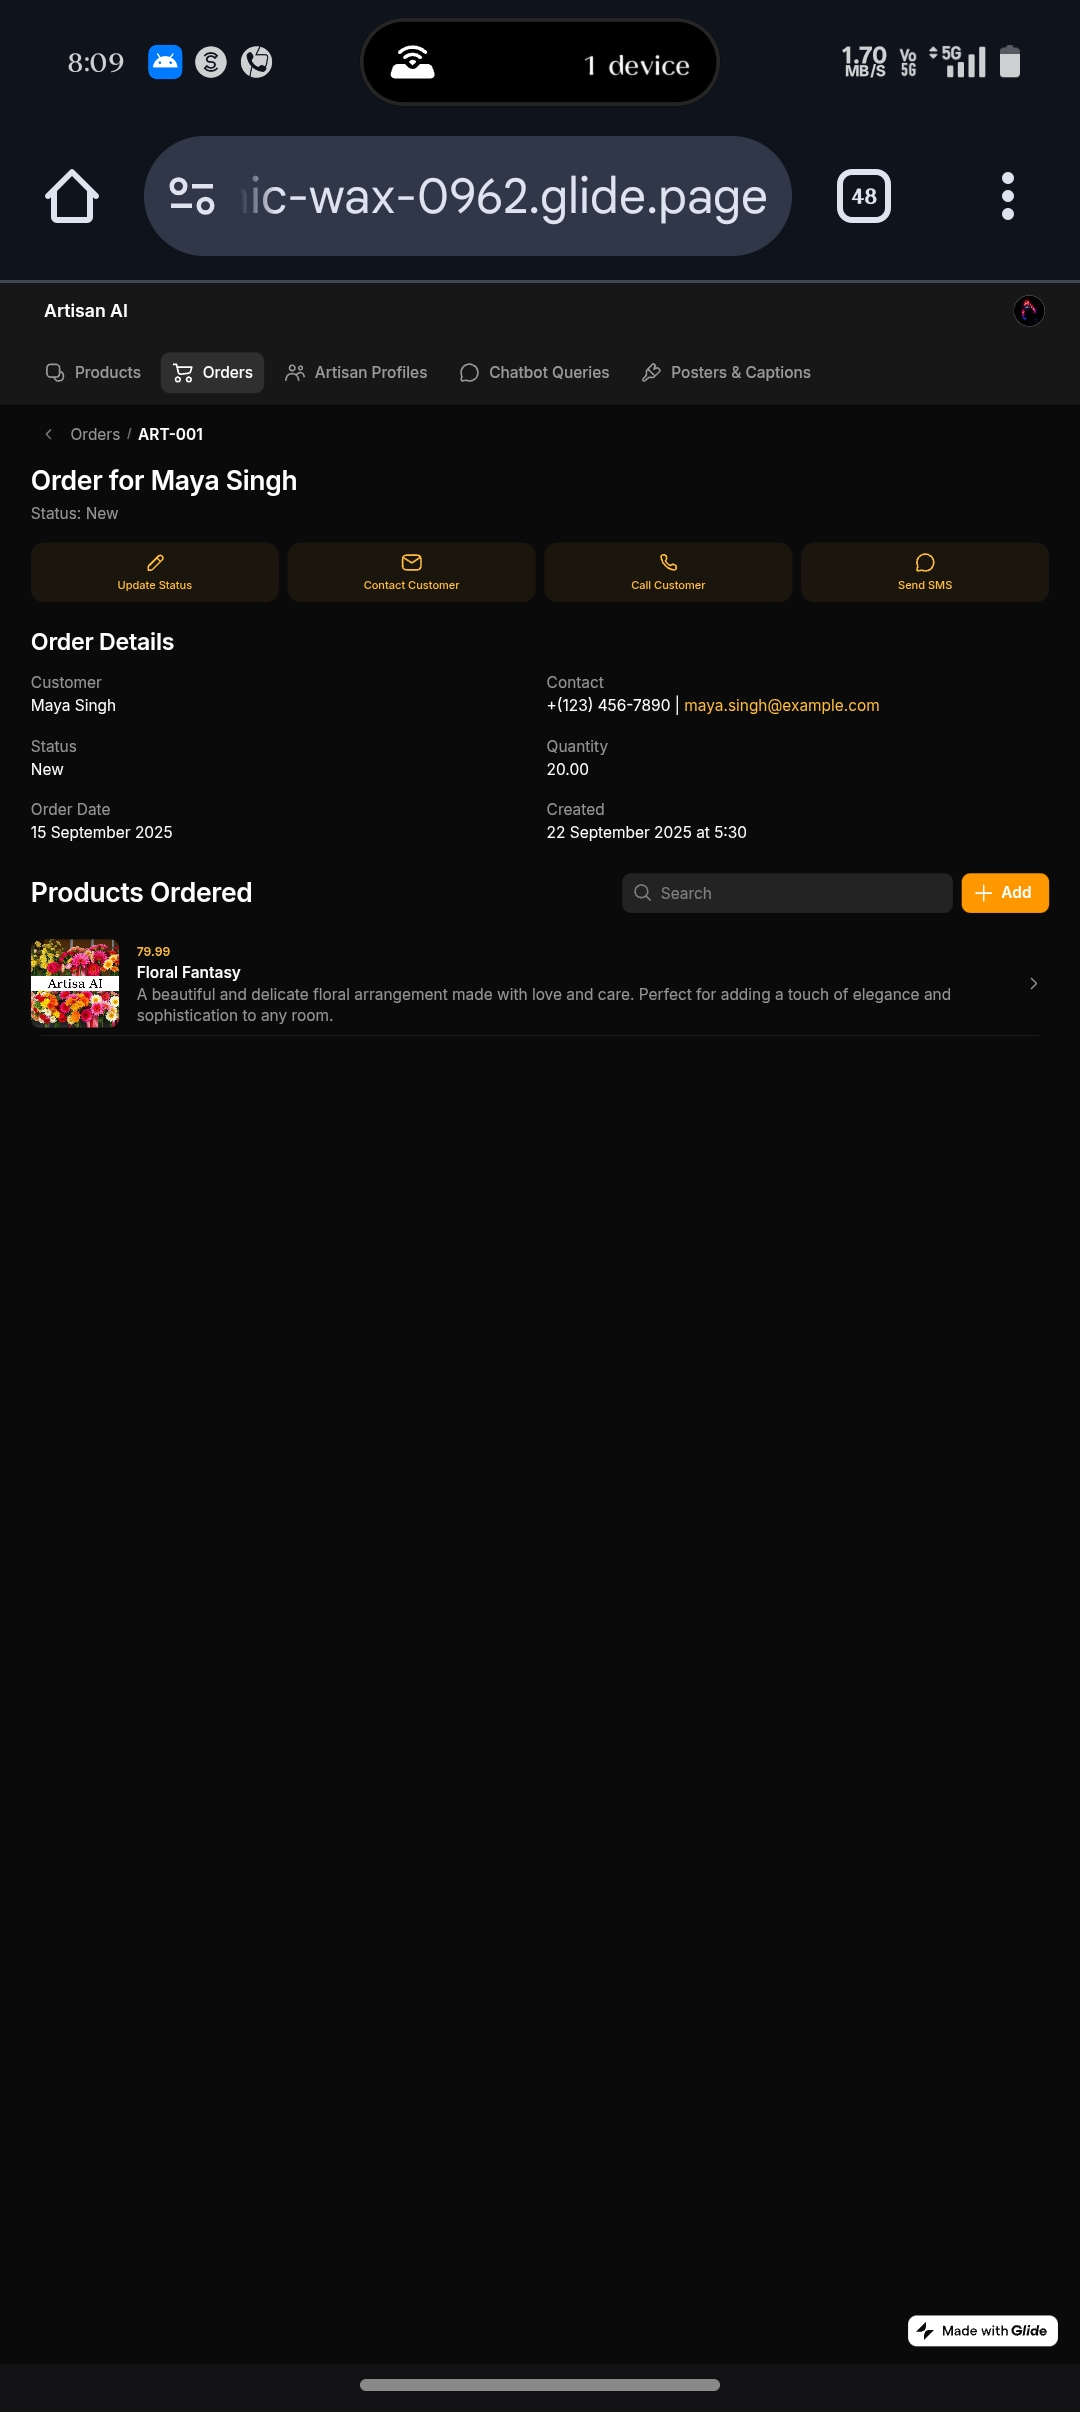 8:09
1 device
1.70 MB/S
Vo 5G
5G
ic-wax-0962.glide.page
48
Artisan AI
Products
Orders
Artisan Profiles
Chatbot Queries
Posters & Captions
Orders / ART-001
Order for Maya Singh
Status: New
Update Status
Contact Customer
Call Customer
Send SMS
Order Details
Customer
Maya Singh
Contact
+(123) 456-7890 | maya.singh@example.com
Status
New
Quantity
20.00
Order Date
15 September 2025
Created
22 September 2025 at 5:30
Products Ordered
Search
Add
Artisa AI
79.99
Floral Fantasy
A beautiful and delicate floral arrangement made with love and care. Perfect for adding a touch of elegance and
sophistication to any room.
Made with Glide